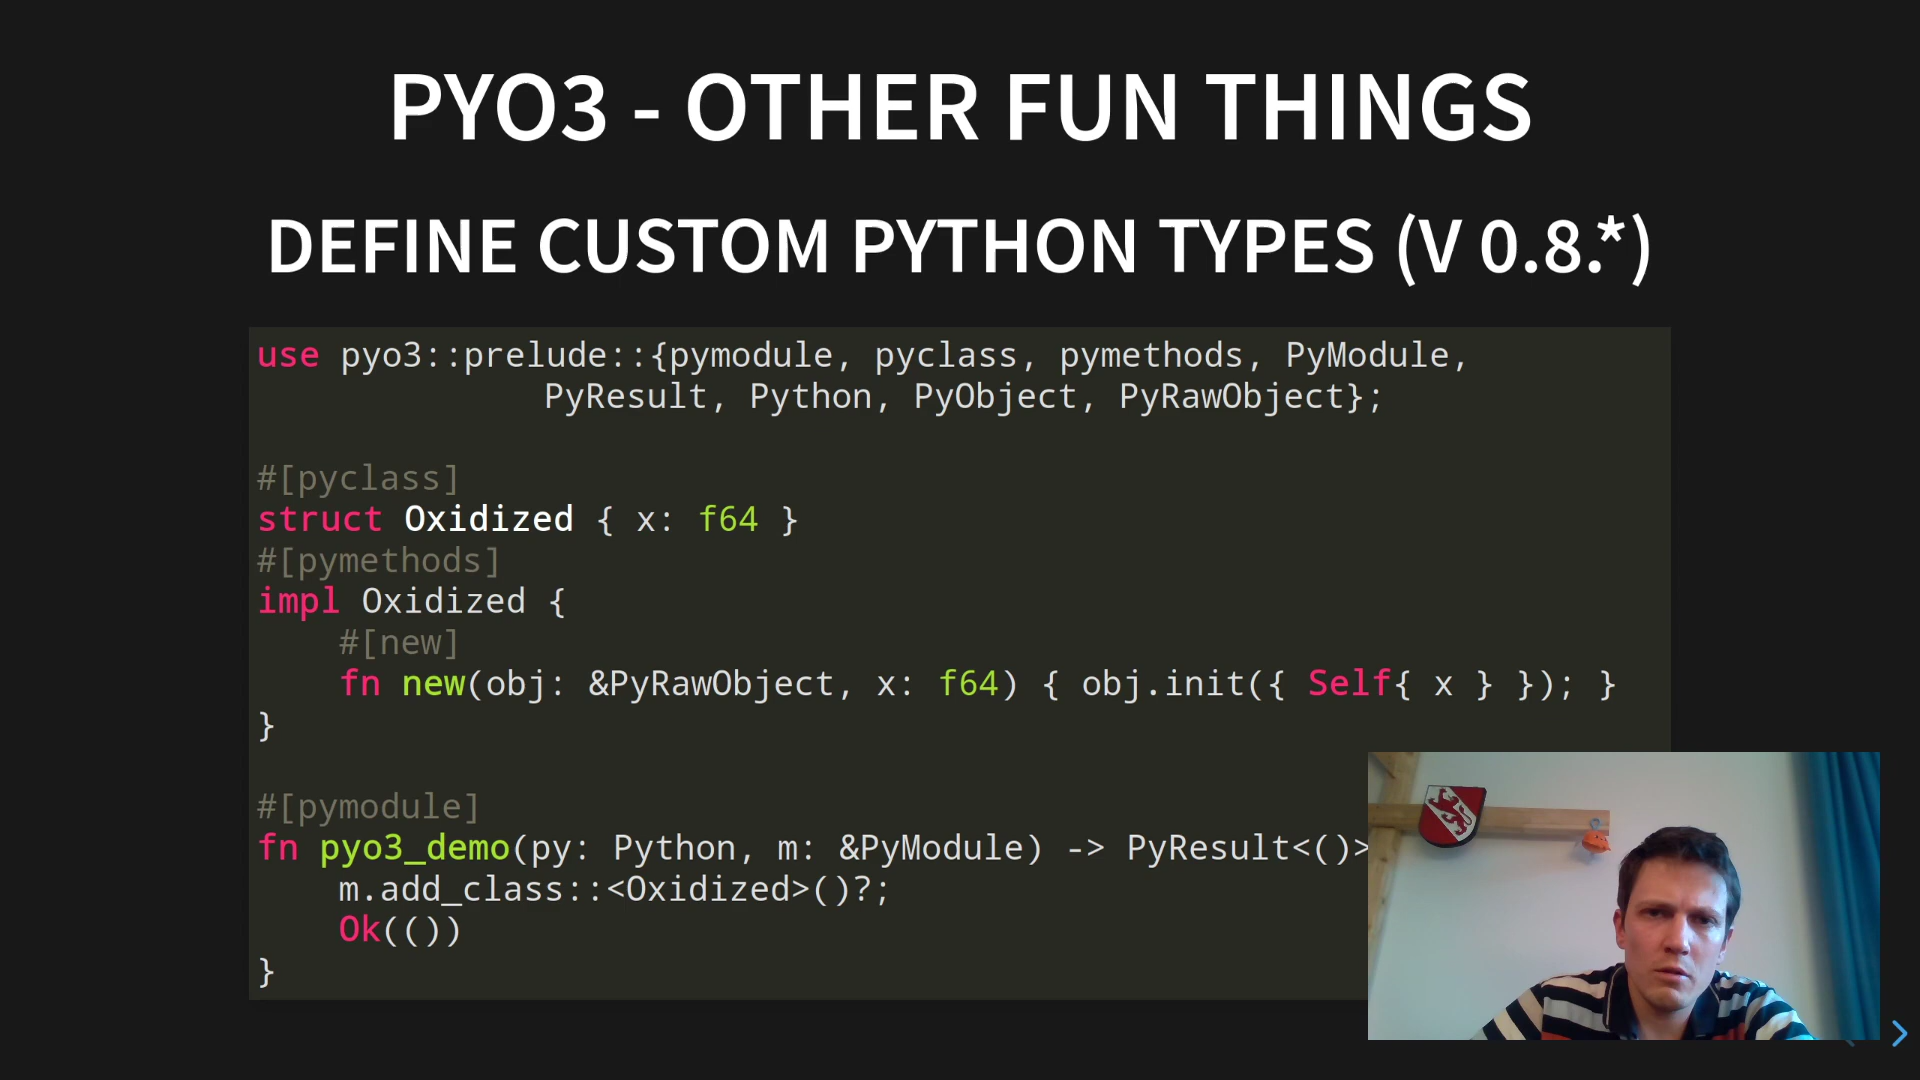 PYO3 - OTHER FUN THINGS
DEFINE CUSTOM PYTHON TYPES (V 0.8.*)
use pyo3::prelude::{pymodule, pyclass, pymethods, PyModule,
PyResult, Python, PyObject, PyRawObject};
#[pyclass]
struct Oxidized { x: f64 }
#[pymethods]
impl Oxidized {
#[new]
fn new(obj: &PyRawObject, x: f64) { obj.init({ Self{ x } }); }
}
#[pymodule]
fn pyo3_demo(py: Python, m: &PyModule) -> PyResult<()>
m.add_class::<Oxidized>()?;
Ok(())
}